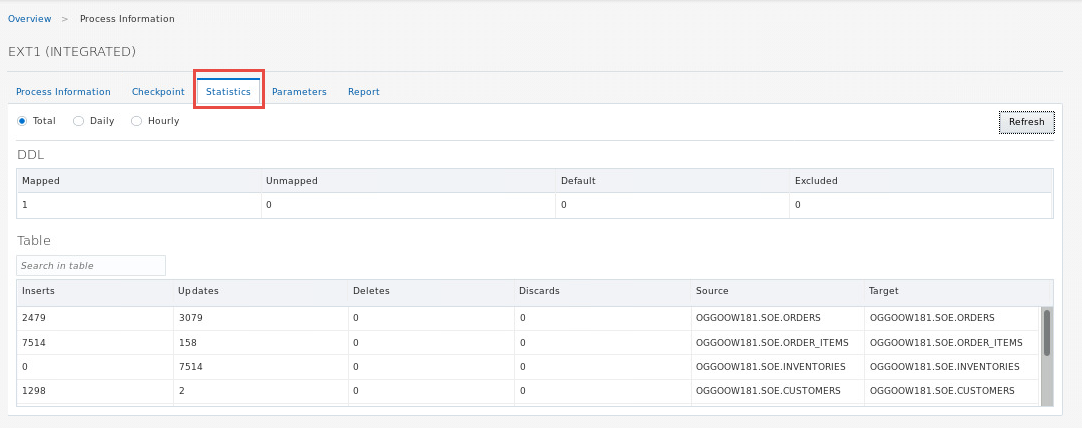 Overview > Process Information
EXT1 (INTEGRATED)
Process Information Checkpoint Statistics Parameters Report
Total Daily Hourly Refresh
DDL
Mapped Unmapped Default Excluded
1 0 0 0
Table
Search in table
Inserts Updates Deletes Discards Source Target
2479 3079 0 0 OGGOOW181.SOE.ORDERS OGGOOW181.SOE.ORDERS
7514 158 0 0 OGGOOW181.SOE.ORDER_ITEMS OGGOOW181.SOE.ORDER_ITEMS
0 7514 0 0 OGGOOW181.SOE.INVENTORIES OGGOOW181.SOE.INVENTORIES
1298 2 0 0 OGGOOW181.SOE.CUSTOMERS OGGOOW181.SOE.CUSTOMERS